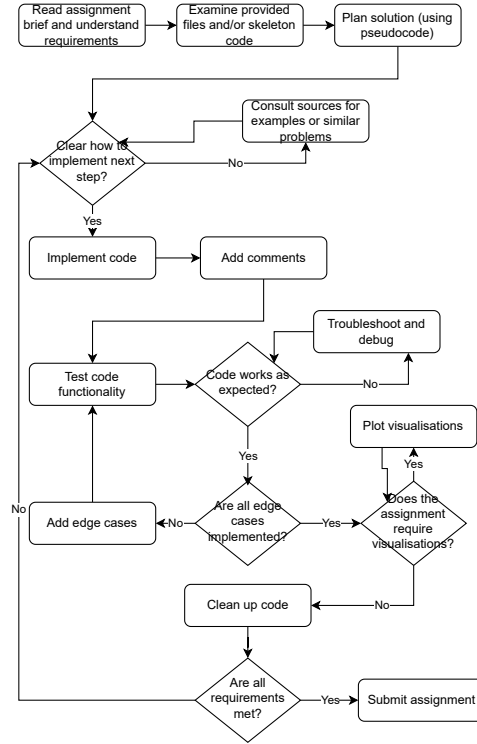 Read assignment
brief and understand
requirements
Examine provided
files and/or skeleton
code
Plan solution (using
pseudocode)
Consult sources for
examples or similar
problems
Clear how to
implement next
step?
No
Yes
Implement code
Add comments
Troubleshoot and
debug
Test code
functionality
Code works as
expected?
No
Plot visualisations
Yes
Yes
No
Add edge cases
No
Are all edge
cases
implemented?
Yes
Does the
assignment
require
visualisations?
Clean up code
No
Are all
requirements
met?
Yes
Submit assignment